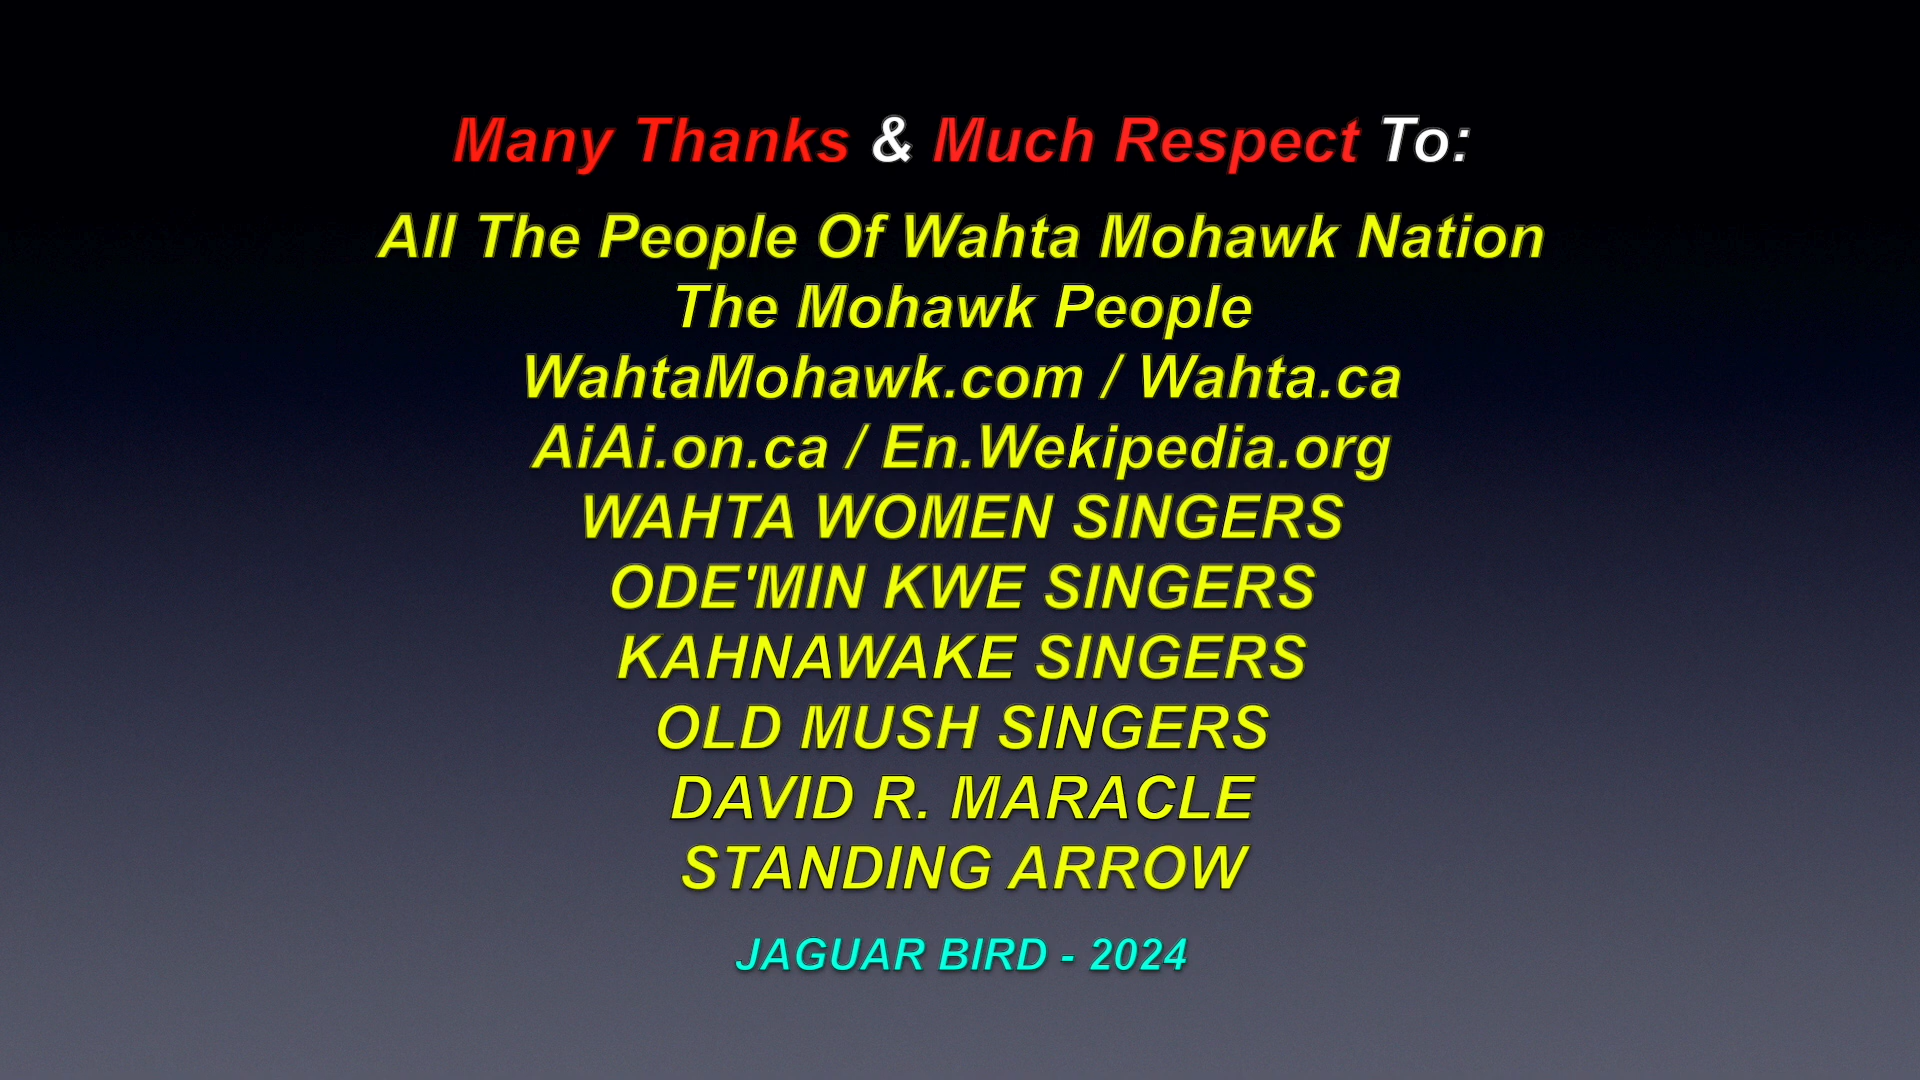 Many Thanks & Much Respect To:
All The People Of Wahta Mohawk Nation
The Mohawk People
WahtaMohawk.com / Wahta.ca
AiAi.on.ca / En.Wekipedia.org
WAHTA WOMEN SINGERS
ODE'MIN KWE SINGERS
KAHNAWAKE SINGERS
OLD MUSH SINGERS
DAVID R. MARACLE
STANDING ARROW
JAGUAR BIRD - 2024